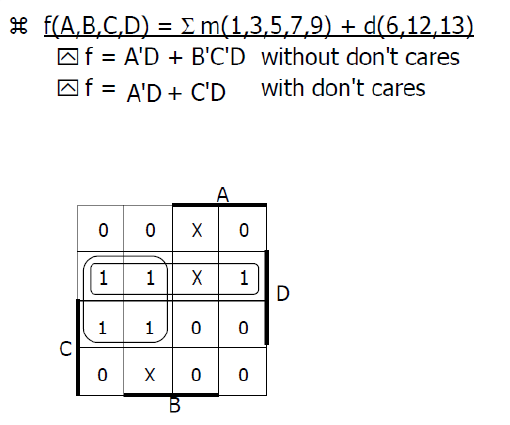 ⌘ f(A,B,C,D) = Σ m(1,3,5,7,9) + d(6,12,13)
f = A'D + B'C'D without don't cares
f = A'D + C'D with don't cares
A
0 0 X 0
1 1 X 1
D
1 1 0 0
C
0 X 0 0
B